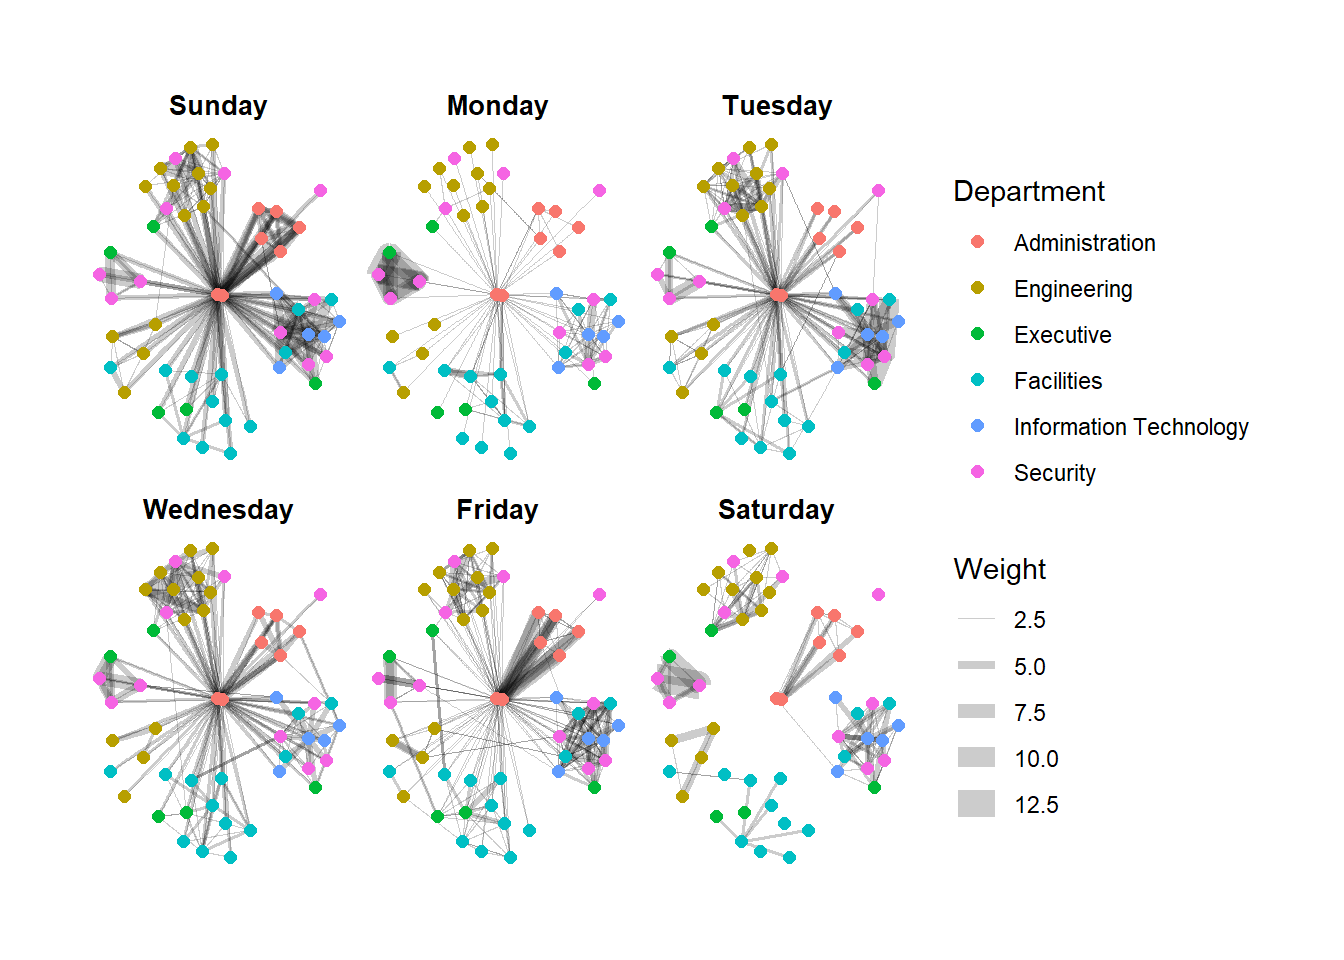 Sunday
Monday
Tuesday
Wednesday
Friday
Saturday
Department
Administration
Engineering
Executive
Facilities
Information Technology
Security
Weight
2.5
5.0
7.5
10.0
12.5